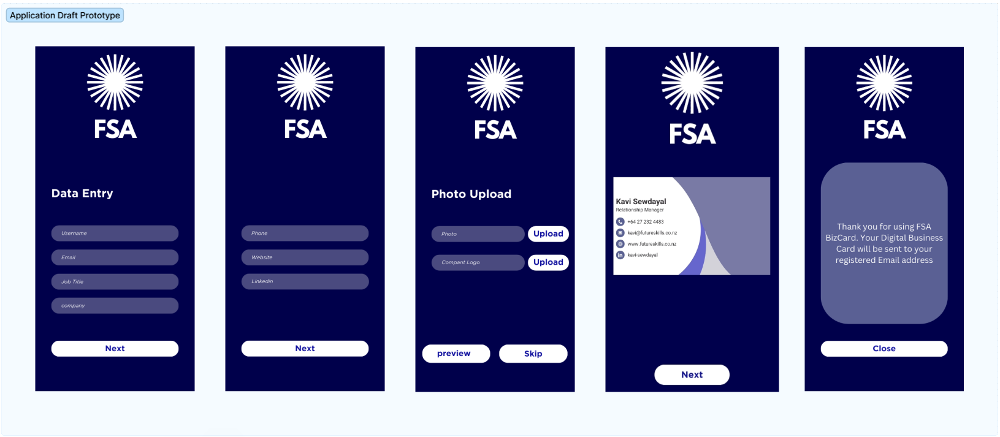 Application Draft Prototype
FSA
Data Entry
Username
Email
Job Title
company
Next
FSA
Phone
Website
Linkedin
Next
FSA
Photo Upload
Photo
Upload
Compant Logo
Upload
preview
Skip
FSA
Kavi Sewdayal
Relationship Manager
+64 27 232 4483
kavi@futureskills.co.nz
www.futureskills.co.nz
in kavi-sewdayal
Next
FSA
Thank you for using FSA
BizCard. Your Digital Business
Card will be sent to your
registered Email address
Close